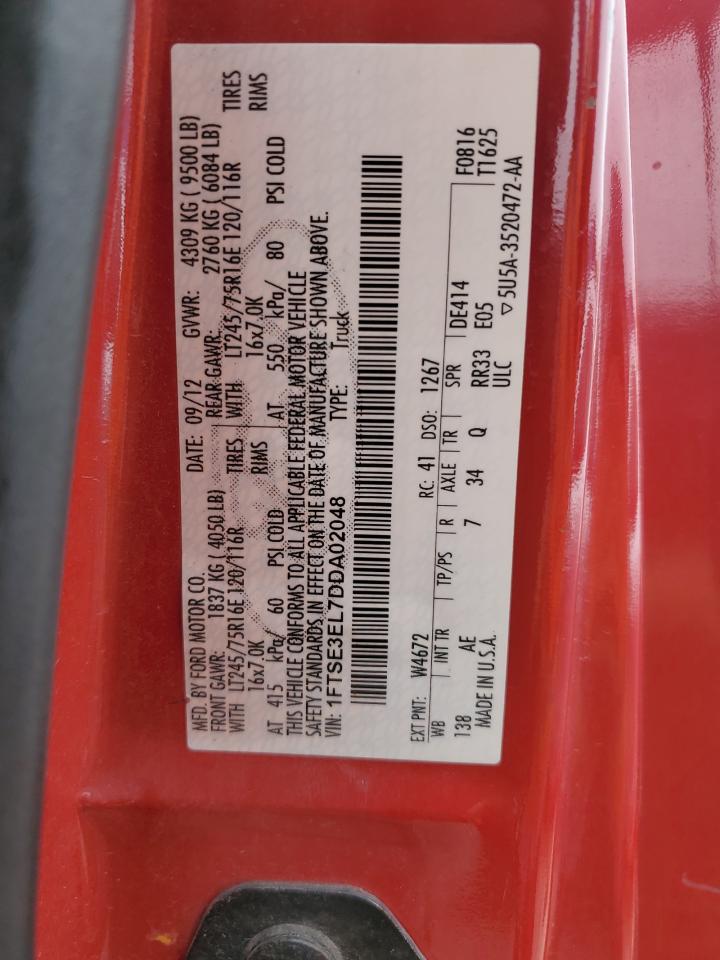 MFD. BY FORD MOTOR CO.
DATE: 09/12 GVWR: 4309 KG ( 9500 LB)
FRONT GAWR: 1837 KG ( 4050 LB) REAR GAWR: 2760 KG ( 6084 LB)
WITH LT245/75R16E 120/116R TIRES WITH LT245/75R16E 120/116R TIRES
16x7.0K RIMS 16x7.0K RIMS
AT 415 kPa/ 60 PSI COLD AT 550 kPa/ 80 PSI COLD
THIS VEHICLE CONFORMS TO ALL APPLICABLE FEDERAL MOTOR VEHICLE
SAFETY STANDARDS IN EFFECT ON THE DATE OF MANUFACTURE SHOWN ABOVE.
VIN: 1FTSE3EL7DDA02048 TYPE: Truck
F0816
T1625
EXT PNT: W4672 RC: 41 DSO: 1267
WB INT TR TP/PS R AXLE TR SPR DE414
138 AE 7 34 Q RR33 E05
MADE IN U.S.A. ULC ▽5U5A-3520472-AA